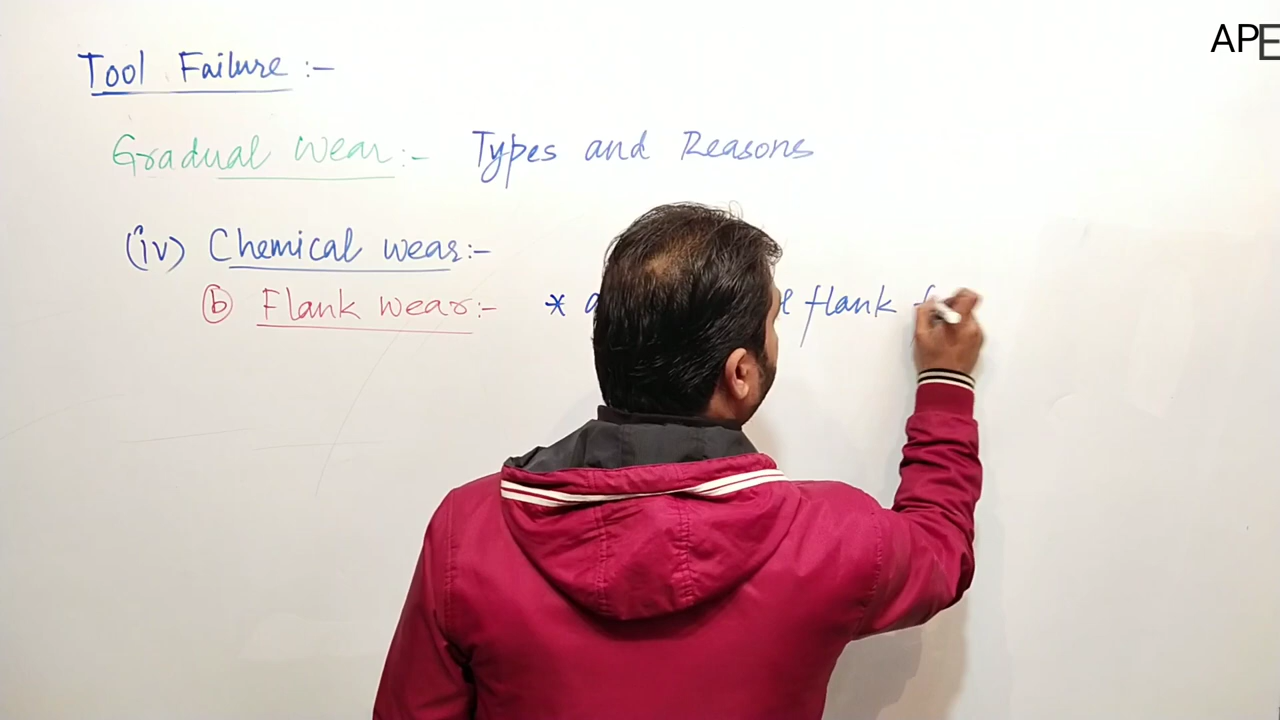 APE
Tool Failure :-
Gradual Wear :- Types and Reasons
(iv) Chemical wear :-
(b) Flank wear :- * flank